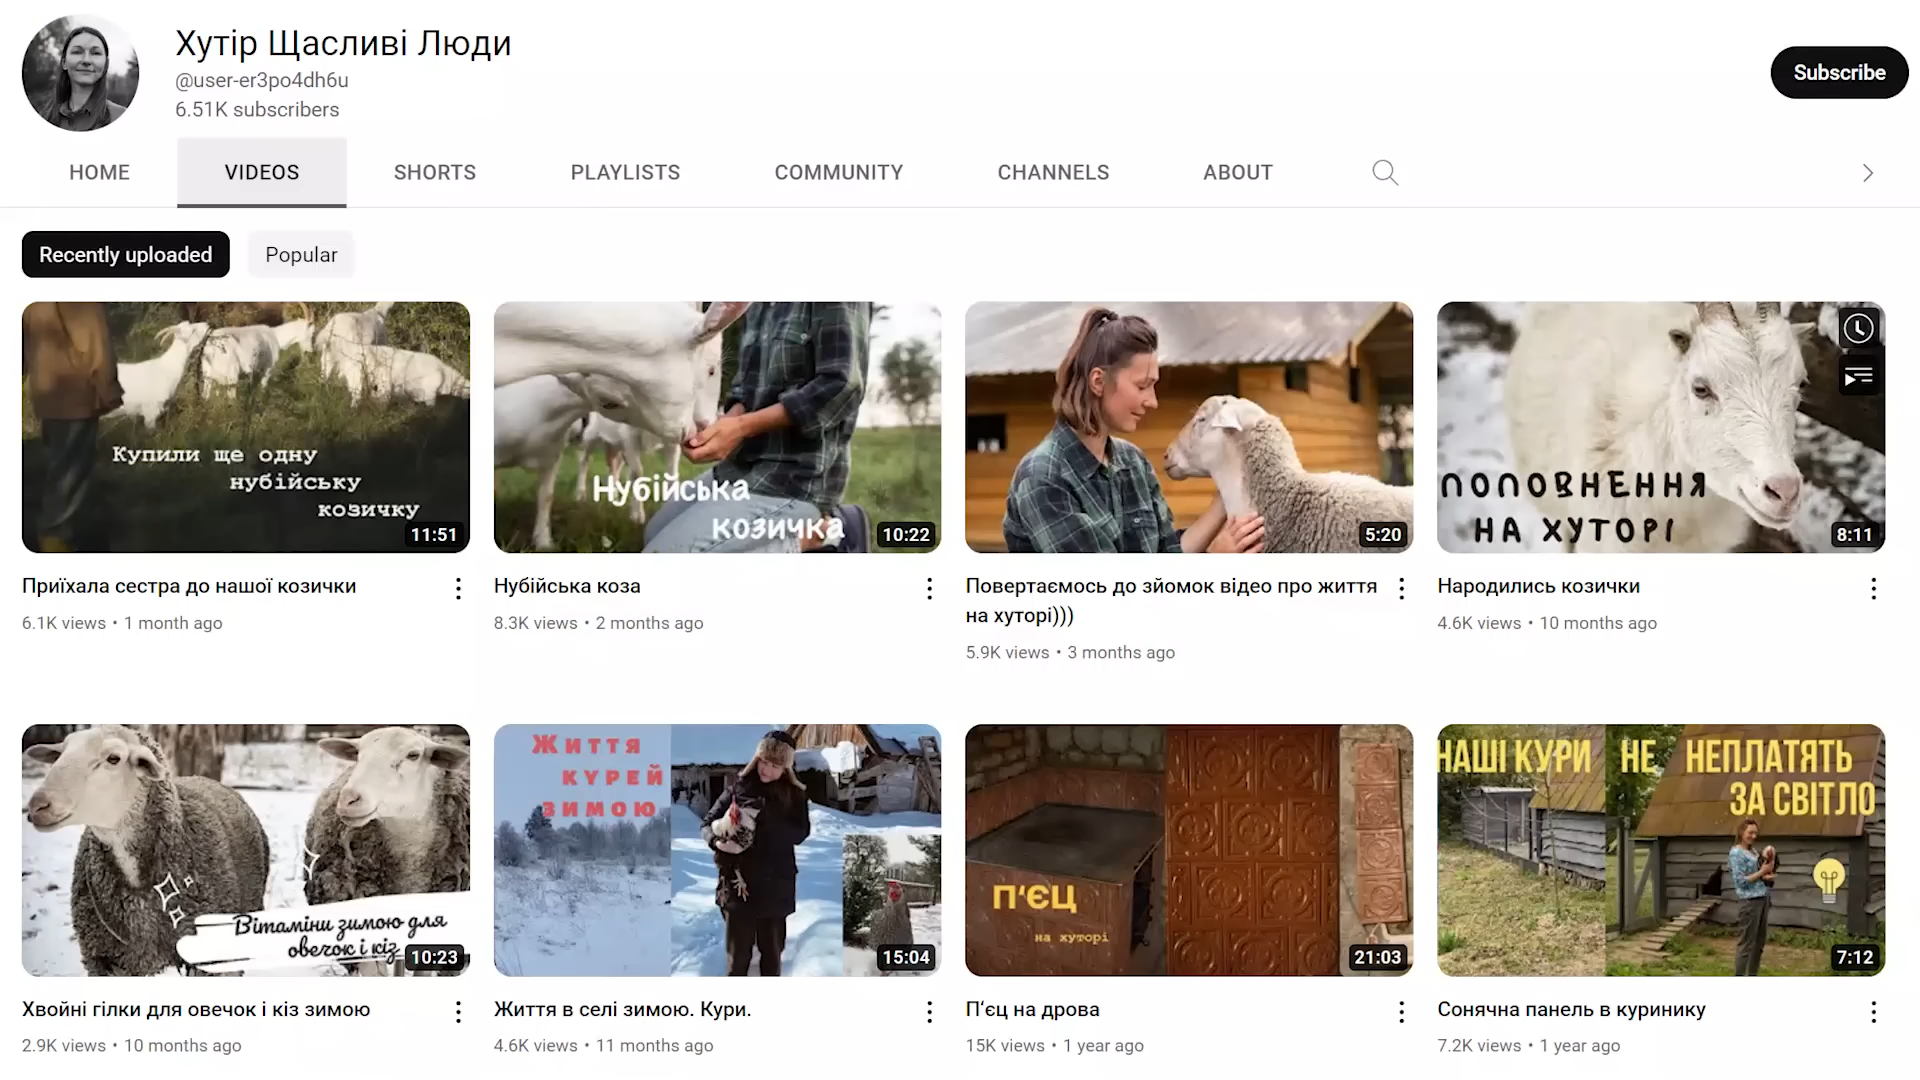 Хутір Щасливі Люди
@user-er3po4dh6u
6.51K subscribers
Subscribe
HOME
VIDEOS
SHORTS
PLAYLISTS
COMMUNITY
CHANNELS
ABOUT
Recently uploaded
Popular
Купили ще одну
нубійську
козичку
11:51
Нубійська
козичка
10:22
5:20
ПОПОВНЕННЯ
НА ХУТОРІ
8:11
Приїхала сестра до нашої козички
6.1K views • 1 month ago
Нубійська коза
8.3K views • 2 months ago
Повертаємось до зйомок відео про життя
на хуторі)))
5.9K views • 3 months ago
Народились козички
4.6K views • 10 months ago
Вітаміни зимою для
овечок і кіз
10:23
Життя
курей
зимою
15:04
П‘ЄЦ
на хуторі
21:03
НАШІ КУРИ НЕ НЕПЛАТЯТЬ
ЗА СВІТЛО
7:12
Хвойні гілки для овечок і кіз зимою
2.9K views • 10 months ago
Життя в селі зимою. Кури.
4.6K views • 11 months ago
П‘єц на дрова
15K views • 1 year ago
Сонячна панель в куринику
7.2K views • 1 year ago